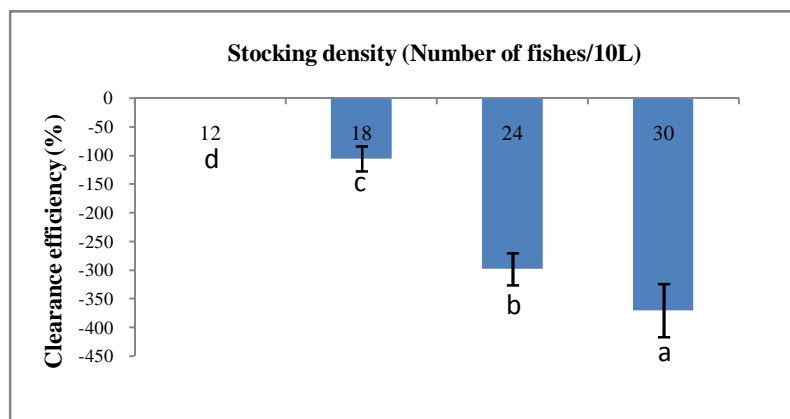 Stocking density (Number of fishes/10L)
Clearance efficiency (%)
0
-50
-100
-150
-200
-250
-300
-350
-400
-450
12
18
24
30
d
c
b
a